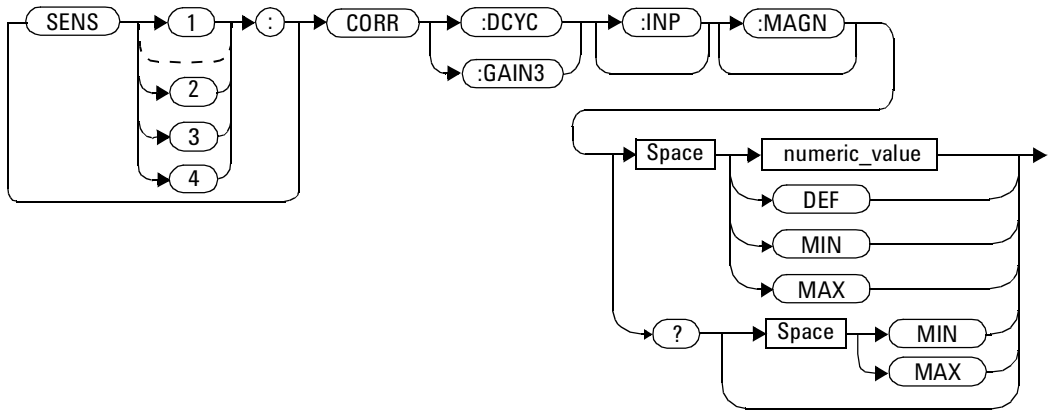 SENS 1 : CORR :DCYC :INP :MAGN
2 :GAIN3
3
4
Space numeric_value
DEF
MIN
MAX
? Space MIN
MAX